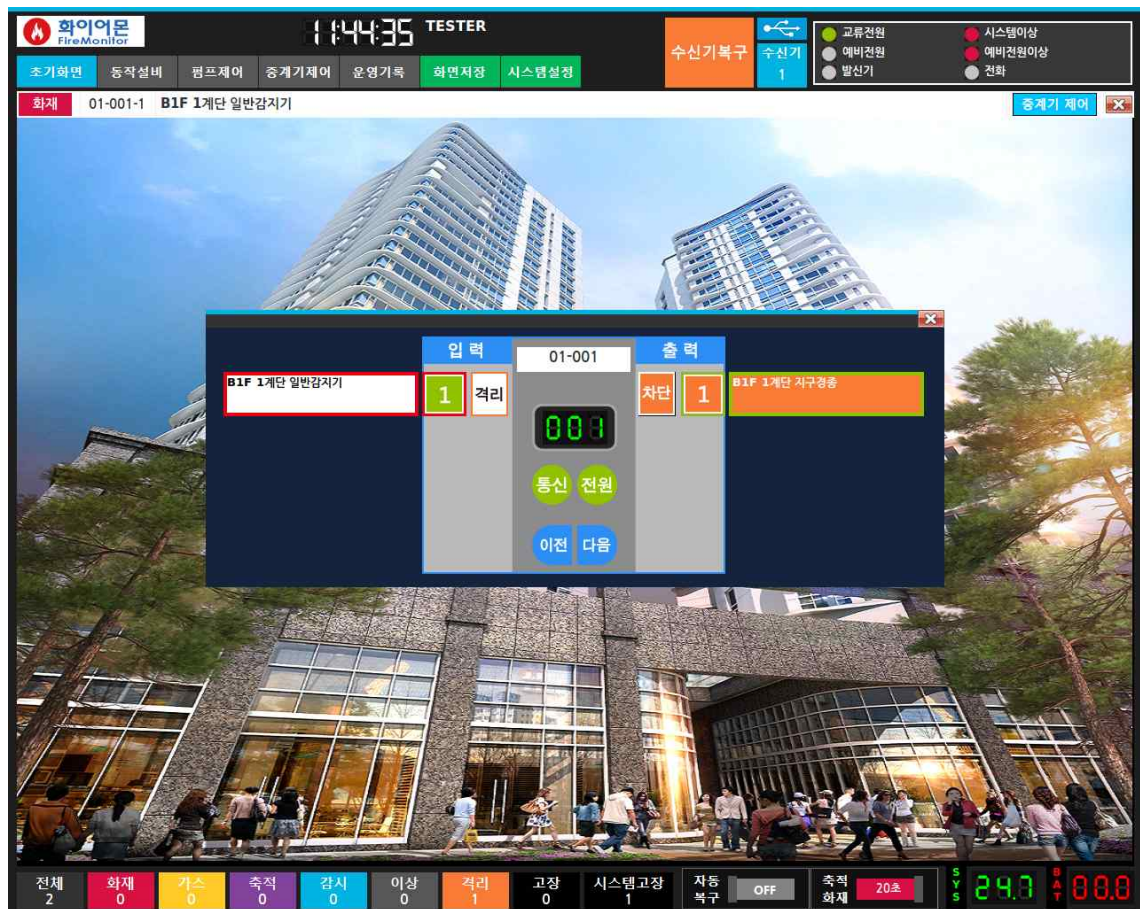 화이어몬
FireMonitor
11:44:35
TESTER
수신기복구
수신기
1
교류전원
시스템이상
예비전원
예비전원이상
발신기
전화
초기화면
동작설비
펌프제어
중계기제어
운영기록
화면저장
시스템설정
화재
01-001-1
B1F 1계단 일반감지기
중계기 제어
입 력
01-001
출 력
B1F 1계단 일반감지기
1
격리
차단
1
B1F 1계단 지구경종
001
통신
전원
이전
다음
전체
2
화재
0
가스
0
축적
0
감시
0
이상
0
격리
1
고장
0
시스템고장
1
자동
복구
OFF
축적
화재
20초
SYS
24.7
BAT
00.0